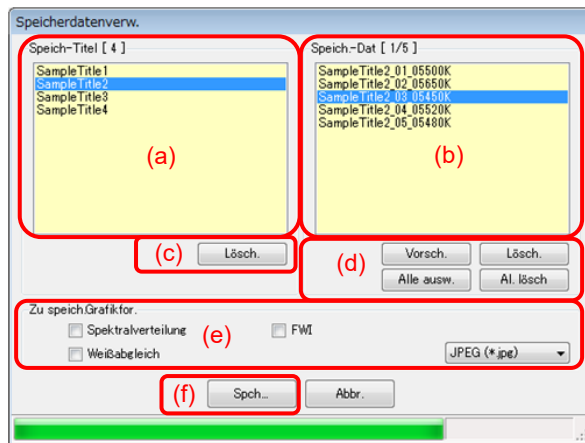 Speicherdatenverw.
Speich-Titel [ 4 ]
SampleTitle1
SampleTitle2
SampleTitle3
SampleTitle4
(a)
Speich.-Dat [ 1/5 ]
SampleTitle2_01_05500K
SampleTitle2_02_05650K
SampleTitle2_03_05450K
SampleTitle2_04_05520K
SampleTitle2_05_05480K
(b)
(c) Lösch.
(d) Vorsch. Lösch.
Alle ausw. Al. lösch
Zu speich.Grafikfor.
Spektralverteilung (e) FWI
Weißabgleich JPEG (*.jpg)
(f) Spch... Abbr.